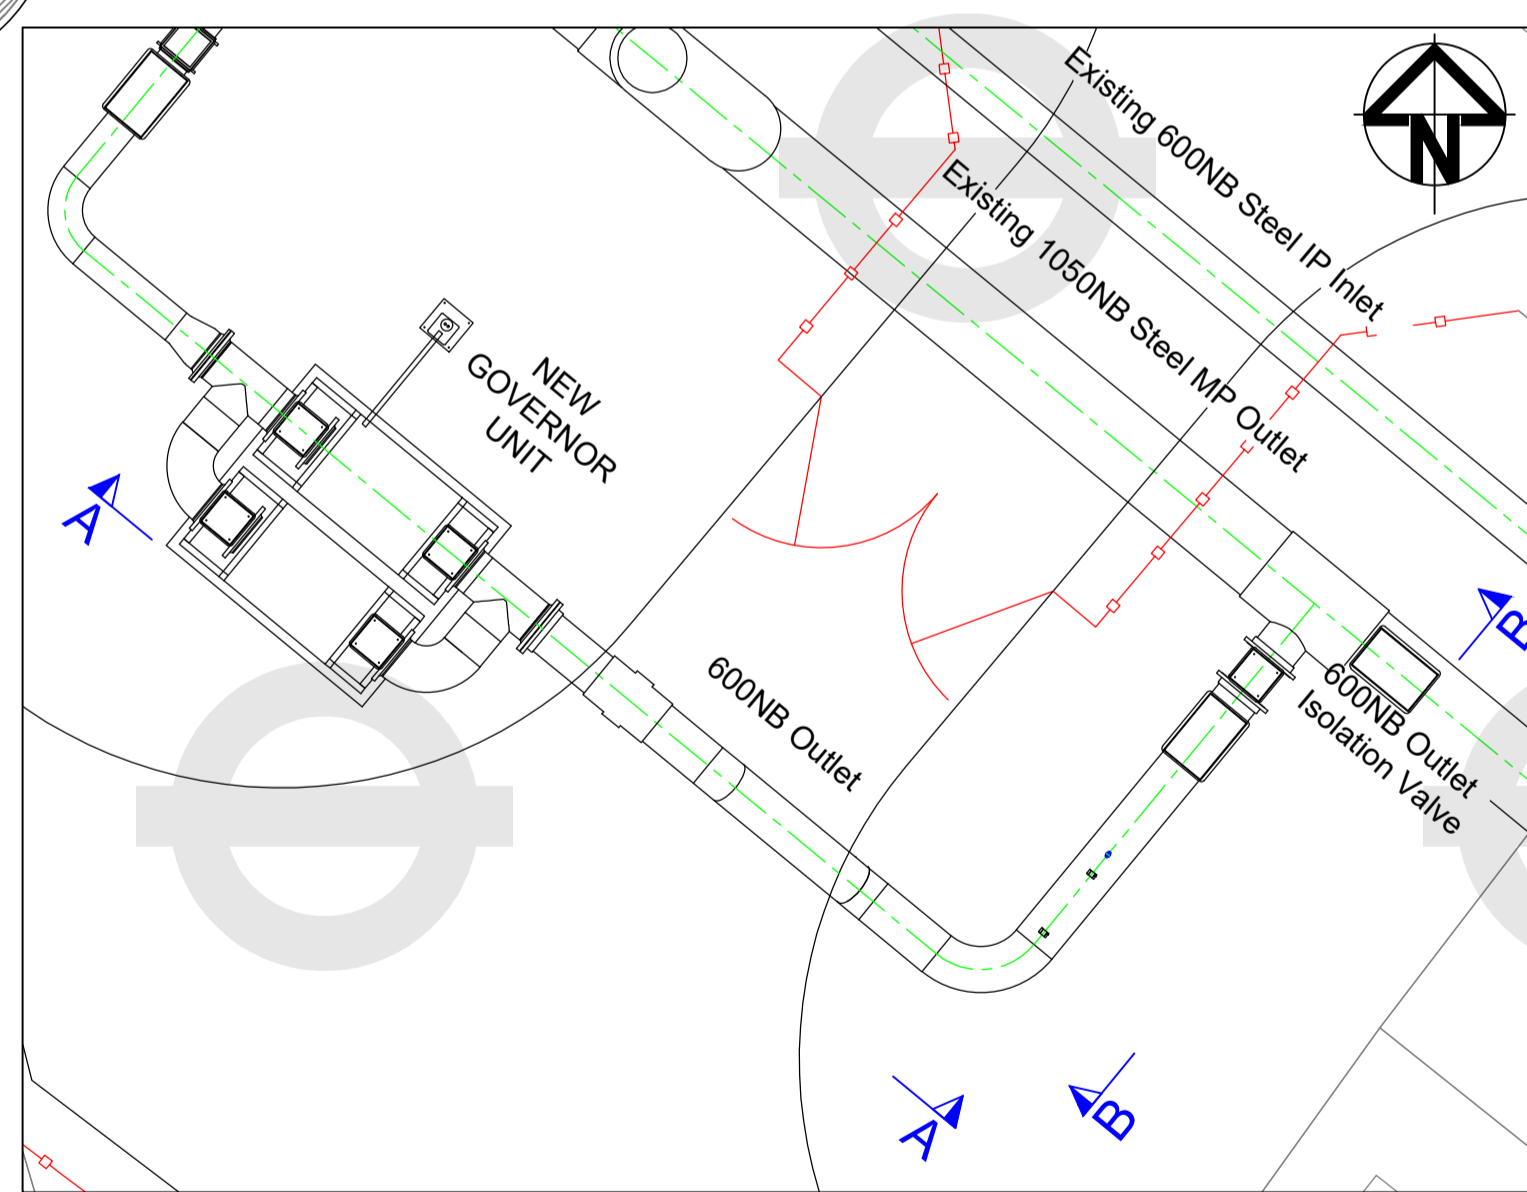 Existing 600NB Steel IP Inlet
N
Existing 1050NB Steel MP Outlet
NEW
GOVERNOR
UNIT
A
B
600NB Outlet
600NB Outlet
Isolation Valve
A
B